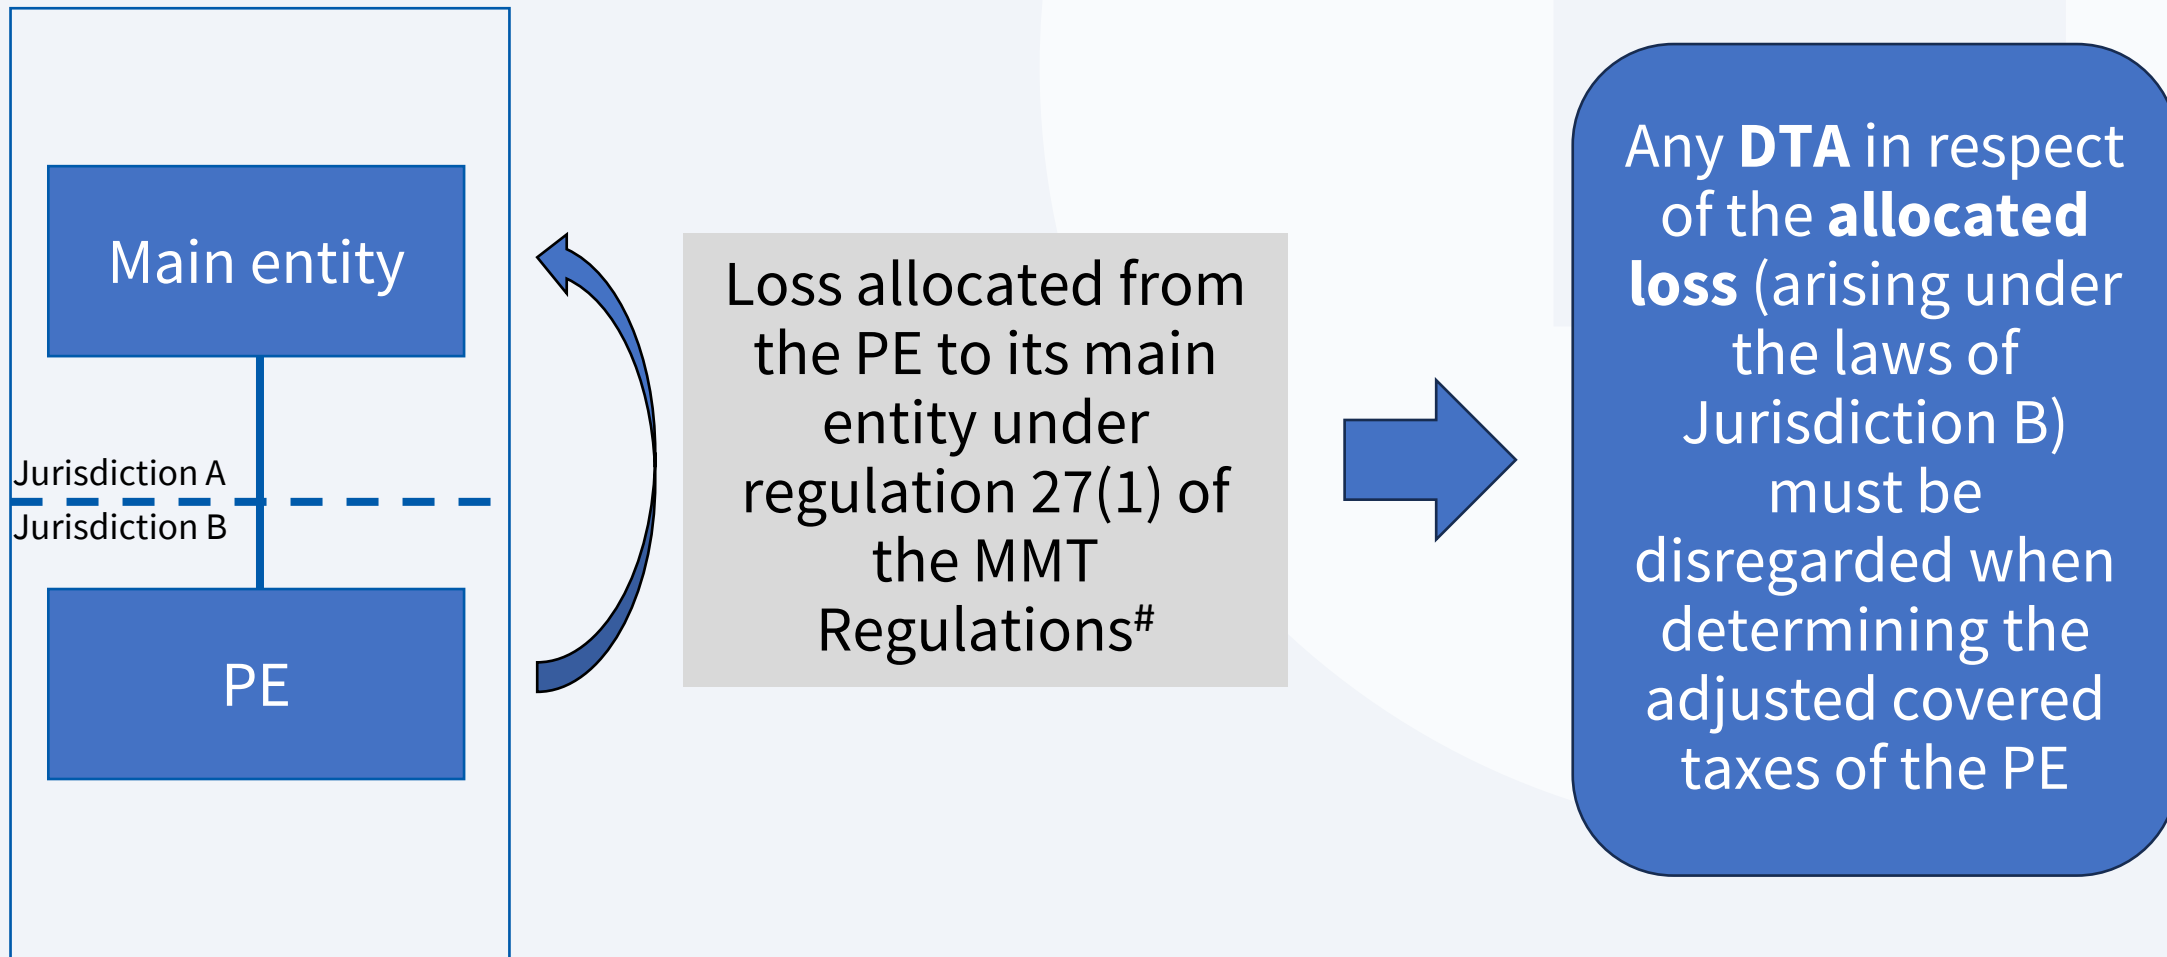 Main entity
Jurisdiction A
Jurisdiction B
PE
Loss allocated from
the PE to its main
entity under
regulation 27(1) of
the MMT
Regulations#
Any DTA in respect
of the allocated
loss (arising under
the laws of
Jurisdiction B)
must be
disregarded when
determining the
adjusted covered
taxes of the PE